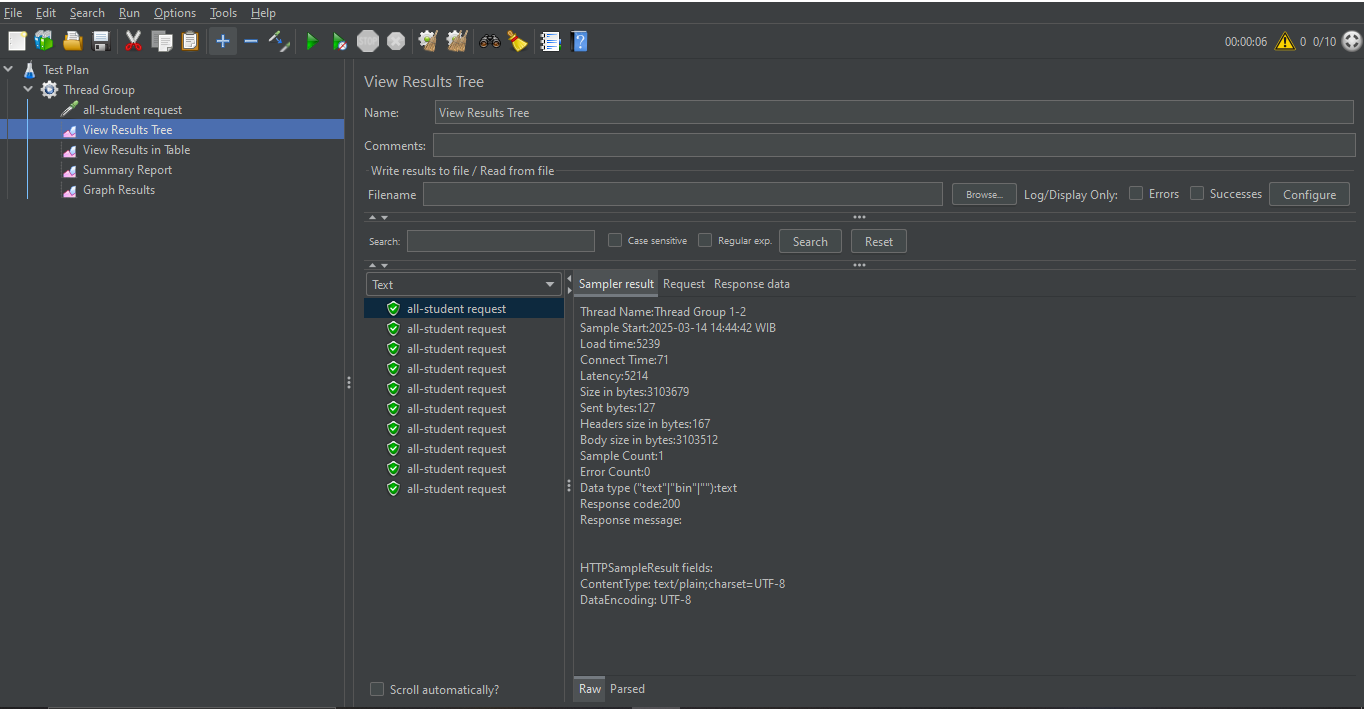 File Edit Search Run Options Tools Help
00:00:06 0 0/10
Test Plan
Thread Group
all-student request
View Results Tree
View Results in Table
Summary Report
Graph Results
View Results Tree
Name: View Results Tree
Comments:
Write results to file / Read from file
Filename Browse... Log/Display Only: Errors Successes Configure
Search: Case sensitive Regular exp. Search Reset
Text
all-student request
all-student request
all-student request
all-student request
all-student request
all-student request
all-student request
all-student request
all-student request
all-student request
Scroll automatically?
Sampler result Request Response data
Thread Name:Thread Group 1-2
Sample Start:2025-03-14 14:44:42 WIB
Load time:5239
Connect Time:71
Latency:5214
Size in bytes:3103679
Sent bytes:127
Headers size in bytes:167
Body size in bytes:3103512
Sample Count:1
Error Count:0
Data type ("text"|"bin"|""):text
Response code:200
Response message:
HTTPSampleResult fields:
ContentType: text/plain;charset=UTF-8
DataEncoding: UTF-8
Raw Parsed